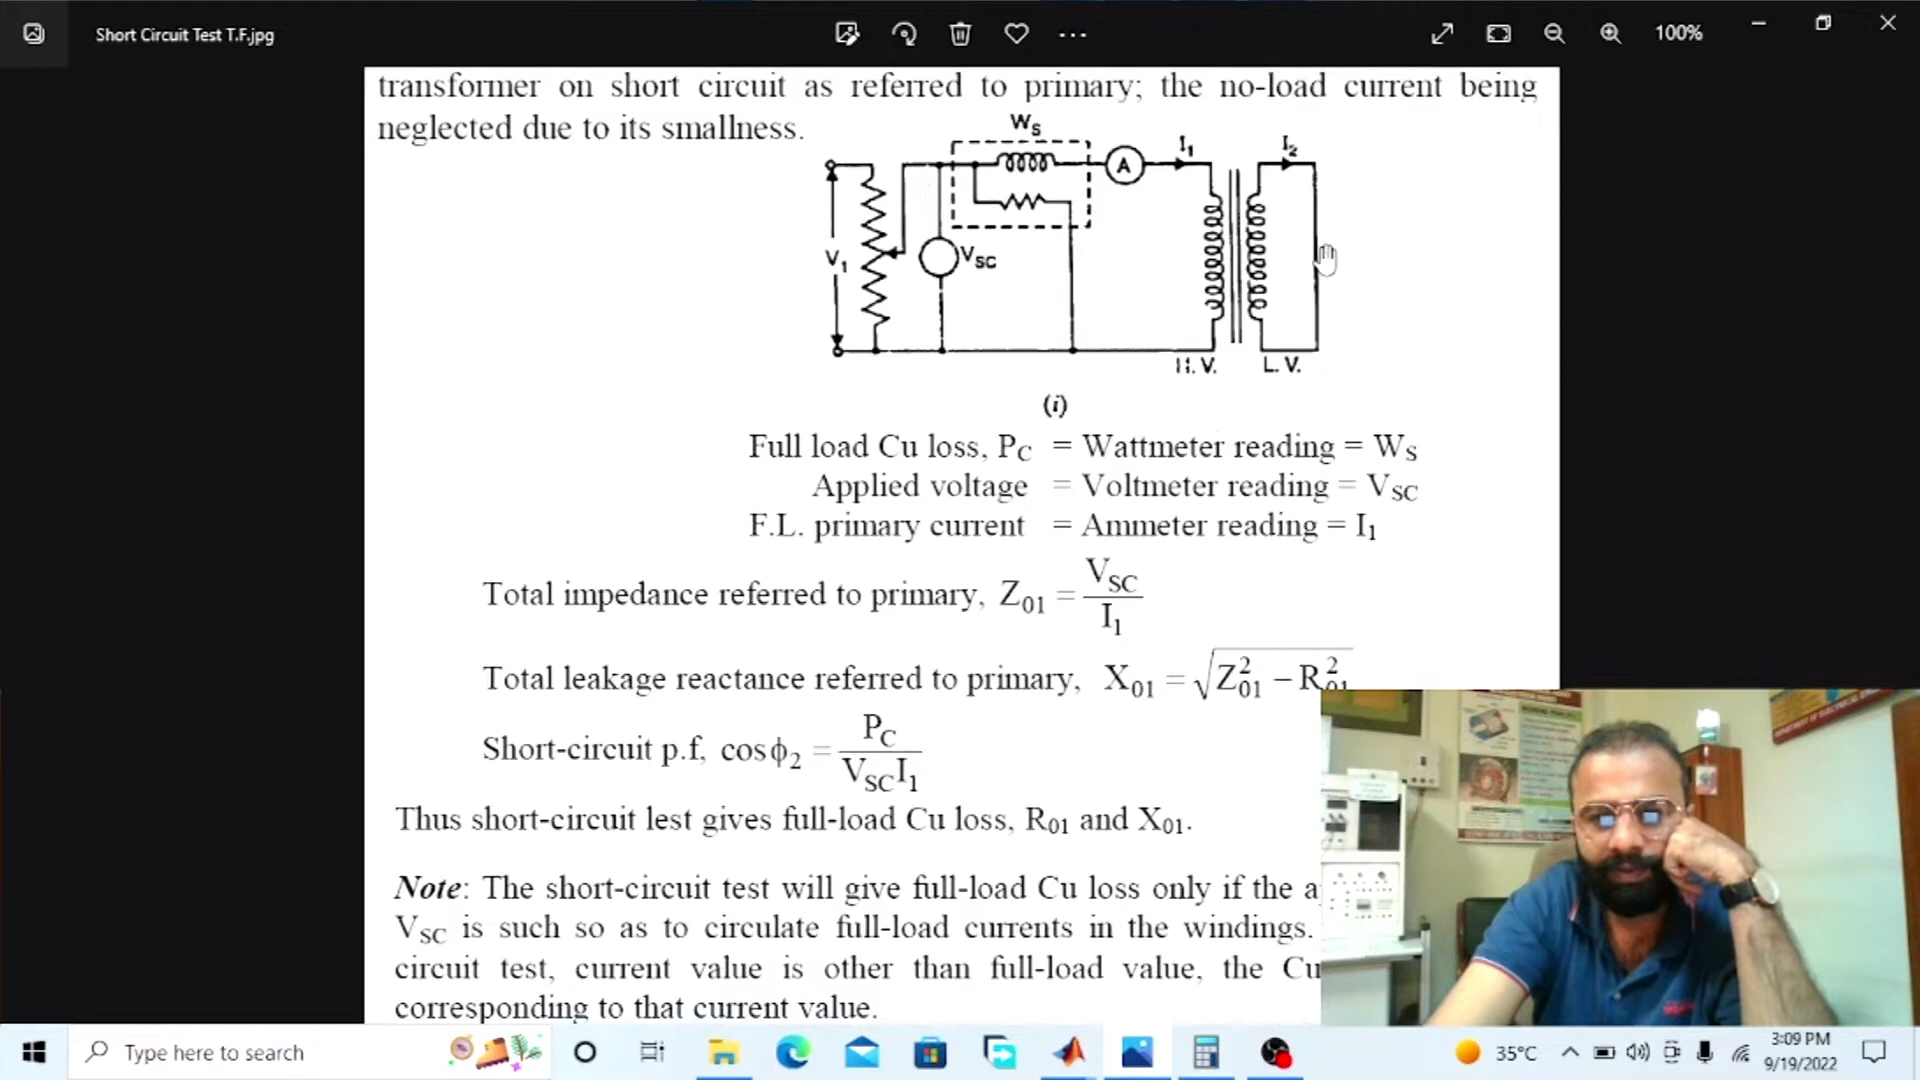 Short Circuit Test T.F.jpg
100%
transformer on short circuit as referred to primary; the no-load current being
neglected due to its smallness.
WS
A
I1
I2
V1
VSC
H.V.
L.V.
(i)
Full load Cu loss, PC = Wattmeter reading = WS
Applied voltage = Voltmeter reading = VSC
F.L. primary current = Ammeter reading = I1
Total impedance referred to primary, Z01 = VSC / I1
Total leakage reactance referred to primary, X01 = √(Z01² − R01²)
Short-circuit p.f, cos ϕ2 = PC / VSC I1
Thus short-circuit lest gives full-load Cu loss, R01 and X01.
Note: The short-circuit test will give full-load Cu loss only if the a
VSC is such so as to circulate full-load currents in the windings.
circuit test, current value is other than full-load value, the Cu
corresponding to that current value.
Type here to search
35°C
3:09 PM
9/19/2022